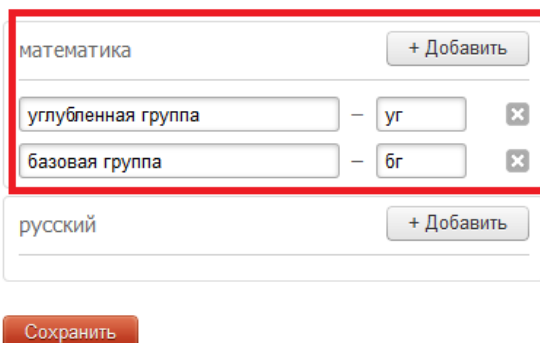 математика + Добавить
углубленная группа – уг
базовая группа – бг
русский + Добавить
Сохранить